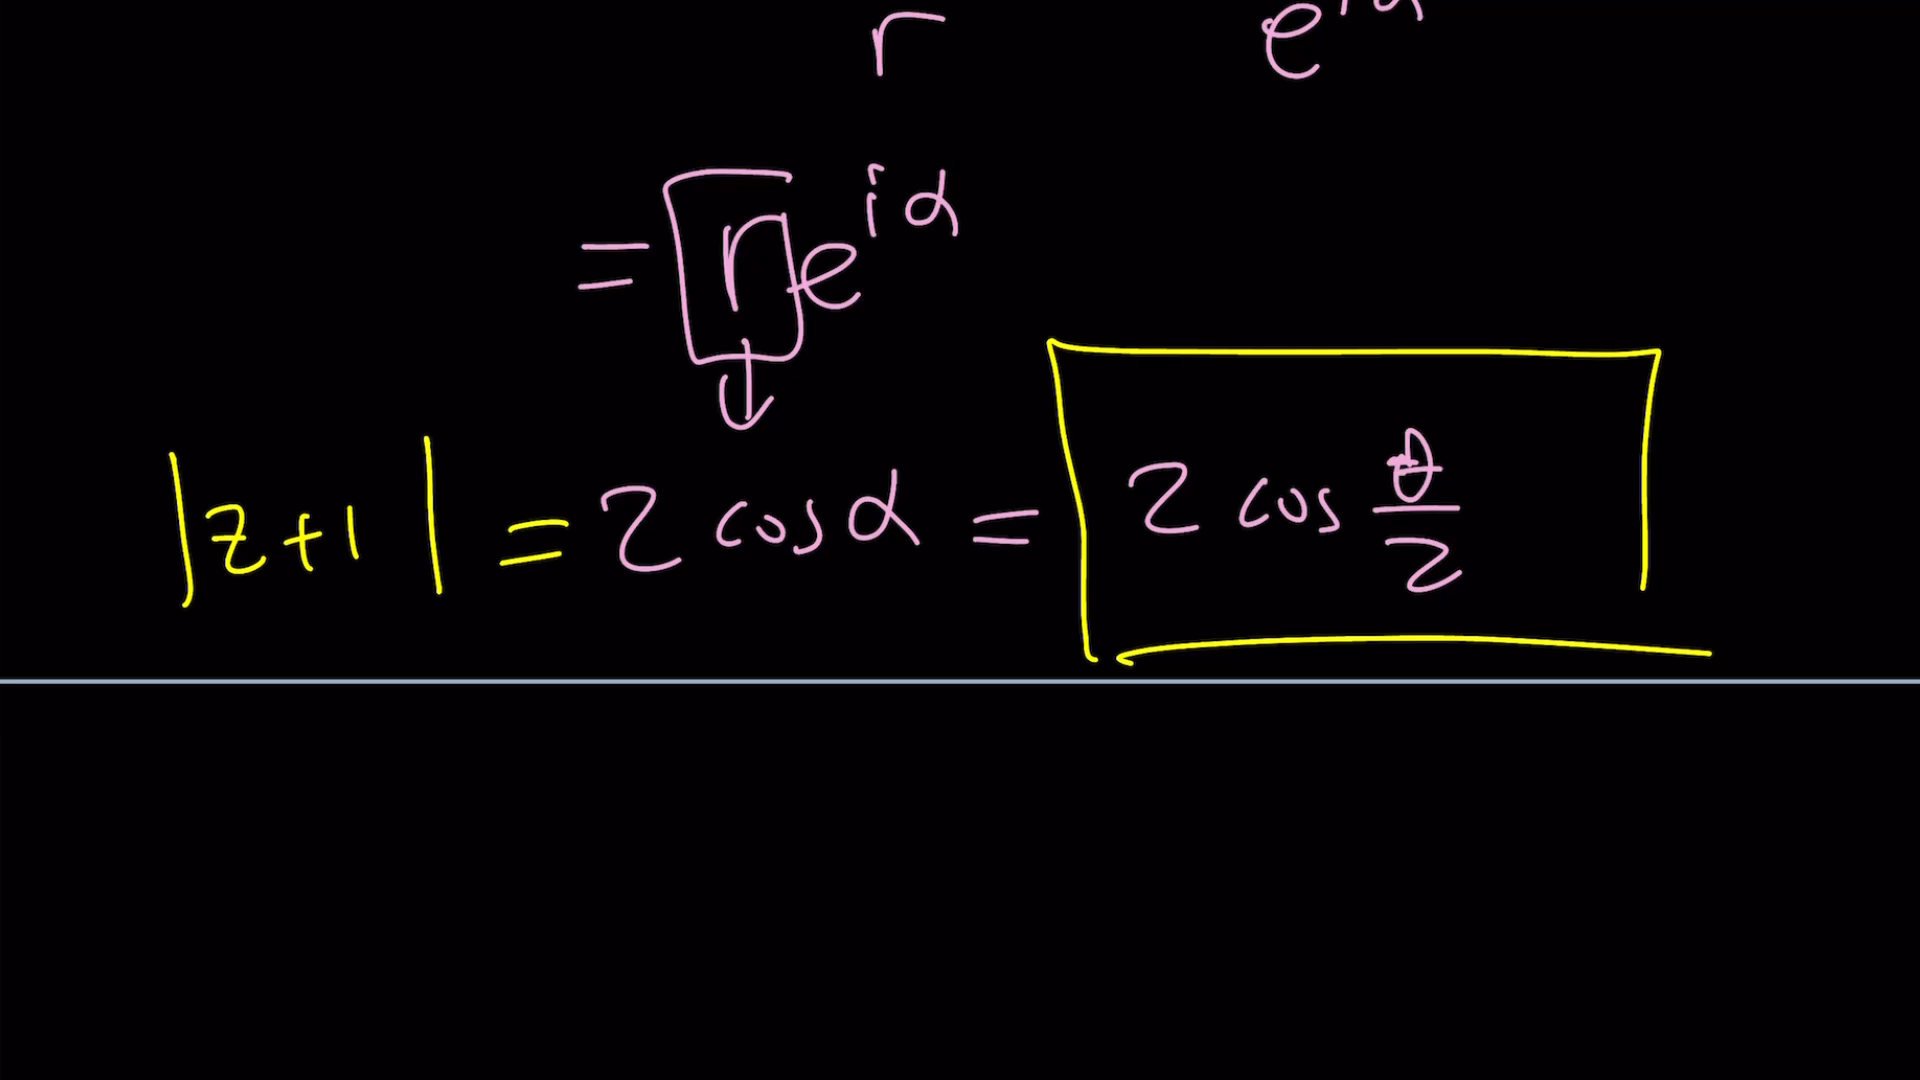 r e^{iα}
= r e^{iα}
|z+1| = 2 cos α = 2 cos θ/2